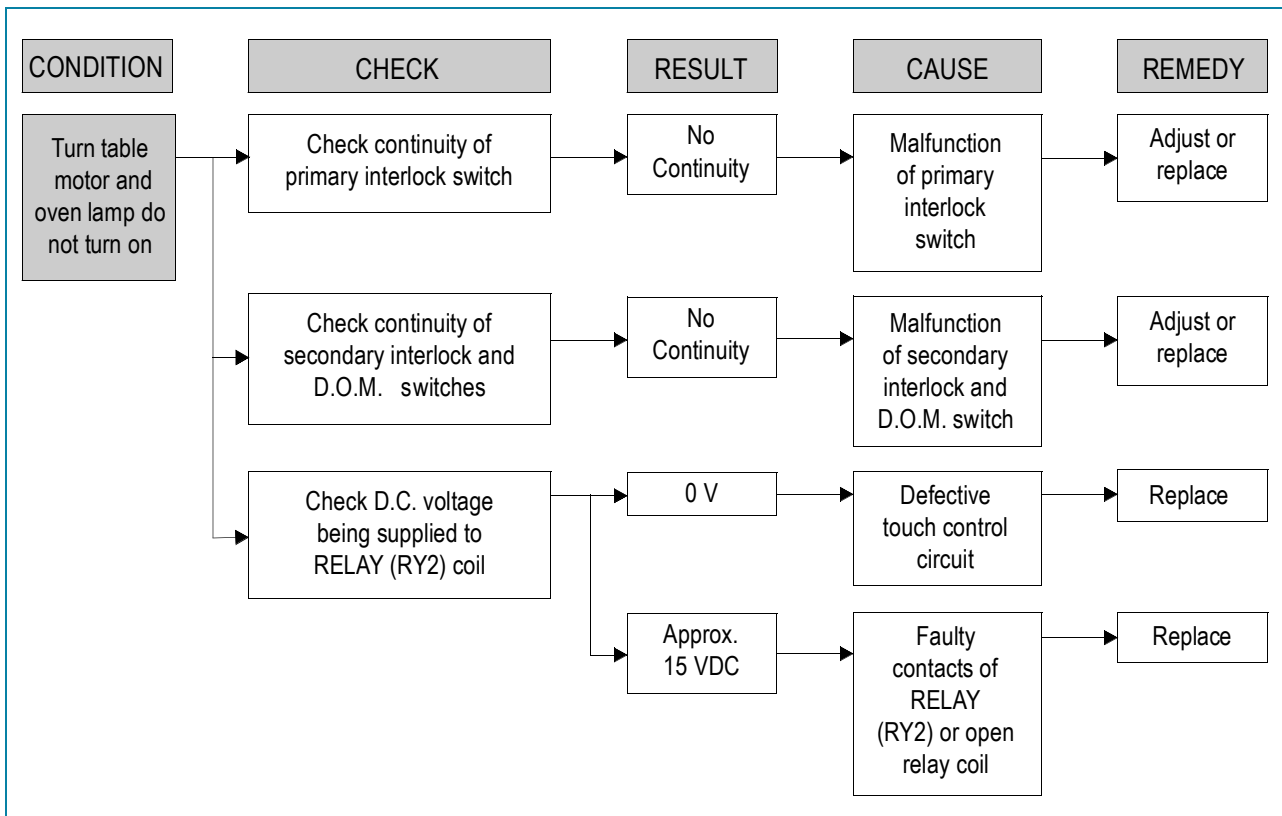 CONDITION
CHECK
RESULT
CAUSE
REMEDY
Turn table
motor and
oven lamp do
not turn on
Check continuity of
primary interlock switch
No
Continuity
Malfunction
of primary
interlock
switch
Adjust or
replace
Check continuity of
secondary interlock and
D.O.M. switches
No
Continuity
Malfunction
of secondary
interlock and
D.O.M. switch
Adjust or
replace
Check D.C. voltage
being supplied to
RELAY (RY2) coil
0 V
Defective
touch control
circuit
Replace
Approx.
15 VDC
Faulty
contacts of
RELAY
(RY2) or open
relay coil
Replace